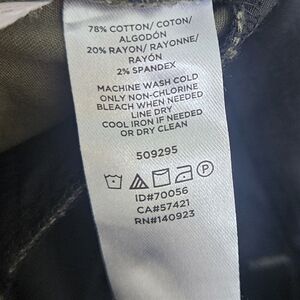 78% COTTON/ COTON/
ALGODÓN
20% RAYON/ RAYONNE/
RAYÓN
2% SPANDEX
MACHINE WASH COLD
ONLY NON-CHLORINE
BLEACH WHEN NEEDED
LINE DRY
COOL IRON IF NEEDED
OR DRY CLEAN
509295
P
ID#70056
CA#57421
RN#140923